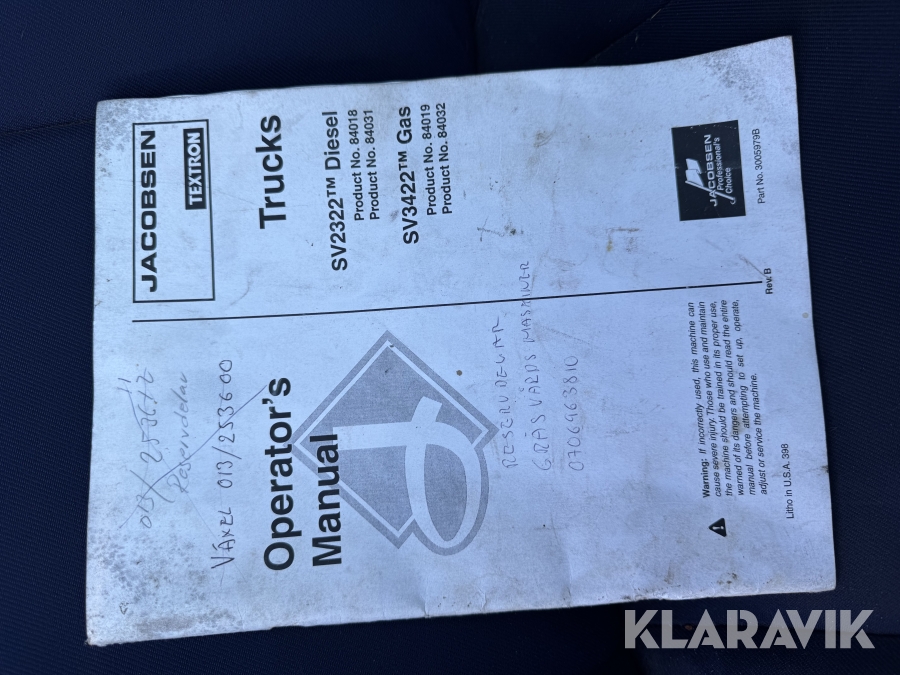 JACOBSEN
TEXTRON
Trucks
SV2322™ Diesel
Product No. 84018
Product No. 84031
SV3422™ Gas
Product No. 84019
Product No. 84032
JACOBSEN
Professional's
Choice
Part No. 3005979B
Rev. B
013/
Reservdelar
VÄXEL 013/253600
Operator's
Manual
RESERVDELAR
GRÄSVÅRDS MASKINER
0706463810
Warning: If incorrectly used, this machine can
cause severe injury. Those who use and maintain
the machine should be trained in its proper use,
warned of its dangers and should read the entire
manual before attempting to set up, operate,
adjust or service the machine.
Litho in U.S.A. 398
KLARAVIK